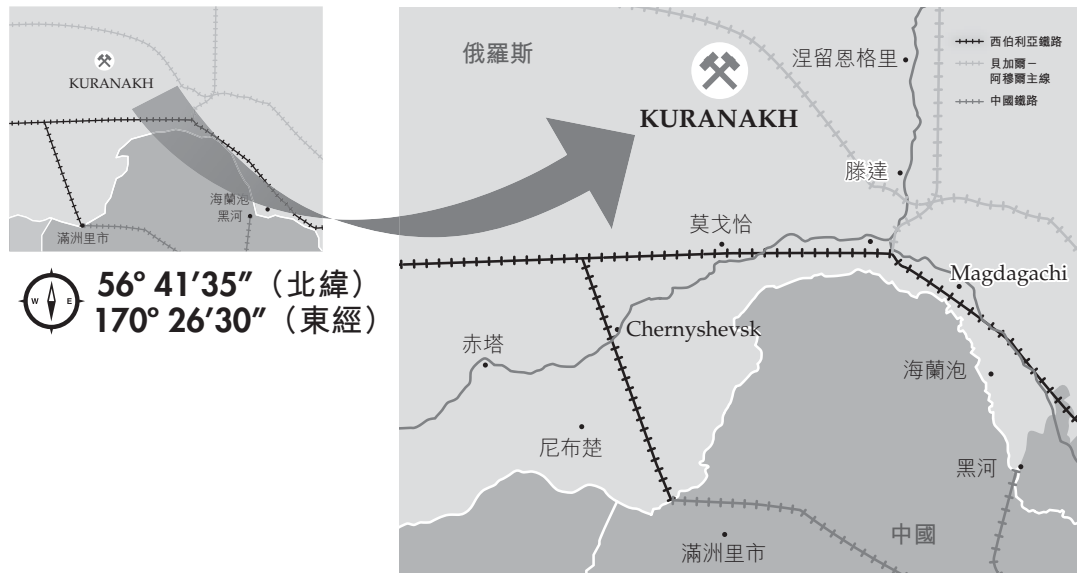 KURANAKH
海蘭泡
黑河
滿洲里市
W E
56° 41'35" （北緯）
170° 26'30" （東經）
俄羅斯
涅留恩格里
西伯利亞鐵路
貝加爾－
阿穆爾主線
中國鐵路
KURANAKH
滕達
莫戈恰
Magdagachi
Chernyshevsk
赤塔
海蘭泡
尼布楚
黑河
中國
滿洲里市